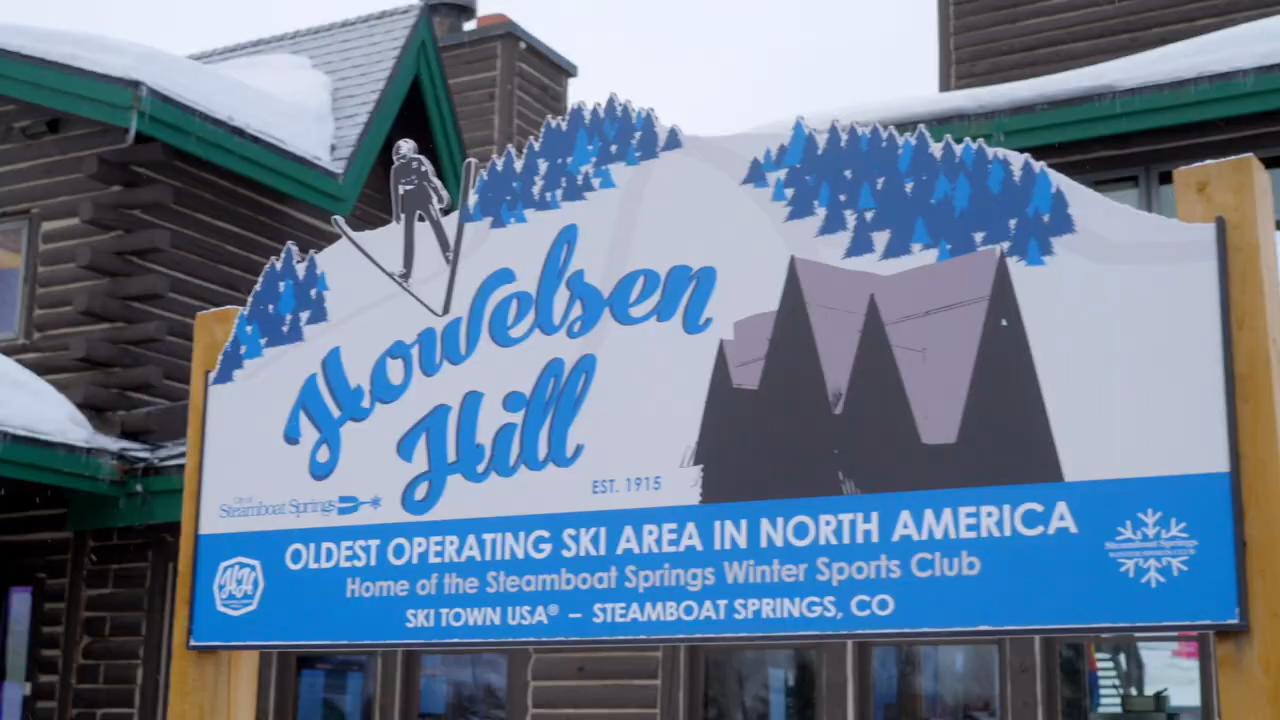 Howelsen
Hill
EST. 1915
City of
Steamboat Springs
HH
OLDEST OPERATING SKI AREA IN NORTH AMERICA
Home of the Steamboat Springs Winter Sports Club
SKI TOWN USA® – STEAMBOAT SPRINGS, CO